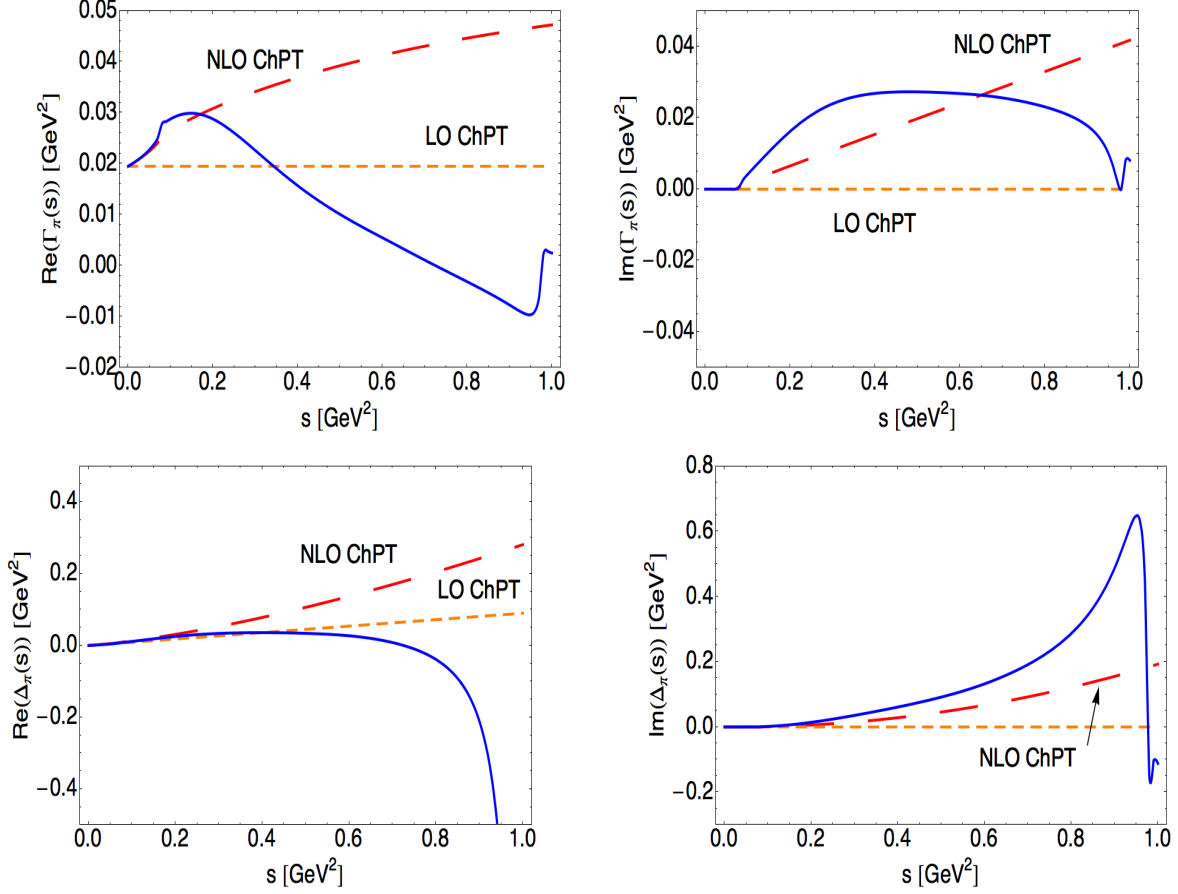 0.05
0.04
0.03
0.02
0.01
0.00
−0.01
−0.02
Re(Γπ(s)) [GeV²]
NLO ChPT
LO ChPT
0.0 0.2 0.4 0.6 0.8 1.0
s [GeV²]
0.04
0.02
0.00
−0.02
−0.04
Im(Γπ(s)) [GeV²]
NLO ChPT
LO ChPT
0.0 0.2 0.4 0.6 0.8 1.0
s [GeV²]
0.4
0.2
0.0
−0.2
−0.4
Re(Δπ(s)) [GeV²]
NLO ChPT
LO ChPT
0.0 0.2 0.4 0.6 0.8 1.0
s [GeV²]
0.8
0.6
0.4
0.2
0.0
−0.2
Im(Δπ(s)) [GeV²]
NLO ChPT
0.0 0.2 0.4 0.6 0.8 1.0
s [GeV²]